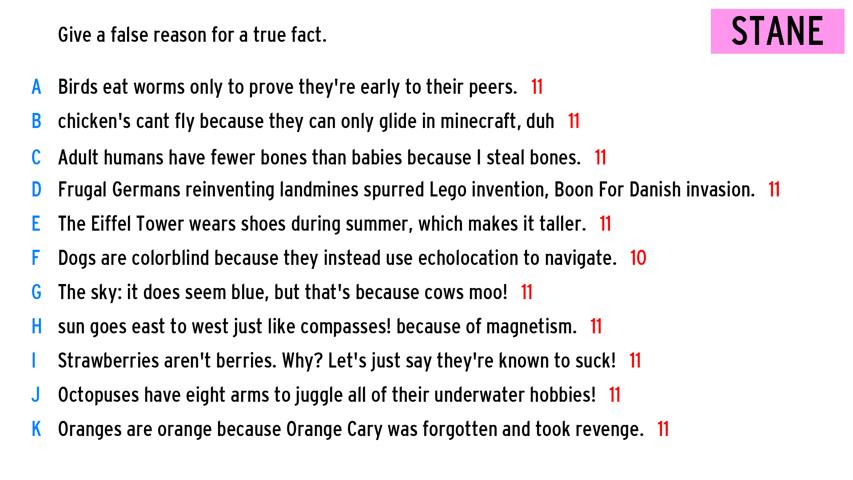 Give a false reason for a true fact.
STANE
A Birds eat worms only to prove they're early to their peers. 11
B chicken's cant fly because they can only glide in minecraft, duh 11
C Adult humans have fewer bones than babies because I steal bones. 11
D Frugal Germans reinventing landmines spurred Lego invention, Boon For Danish invasion. 11
E The Eiffel Tower wears shoes during summer, which makes it taller. 11
F Dogs are colorblind because they instead use echolocation to navigate. 10
G The sky: it does seem blue, but that's because cows moo! 11
H sun goes east to west just like compasses! because of magnetism. 11
I Strawberries aren't berries. Why? Let's just say they're known to suck! 11
J Octopuses have eight arms to juggle all of their underwater hobbies! 11
K Oranges are orange because Orange Cary was forgotten and took revenge. 11